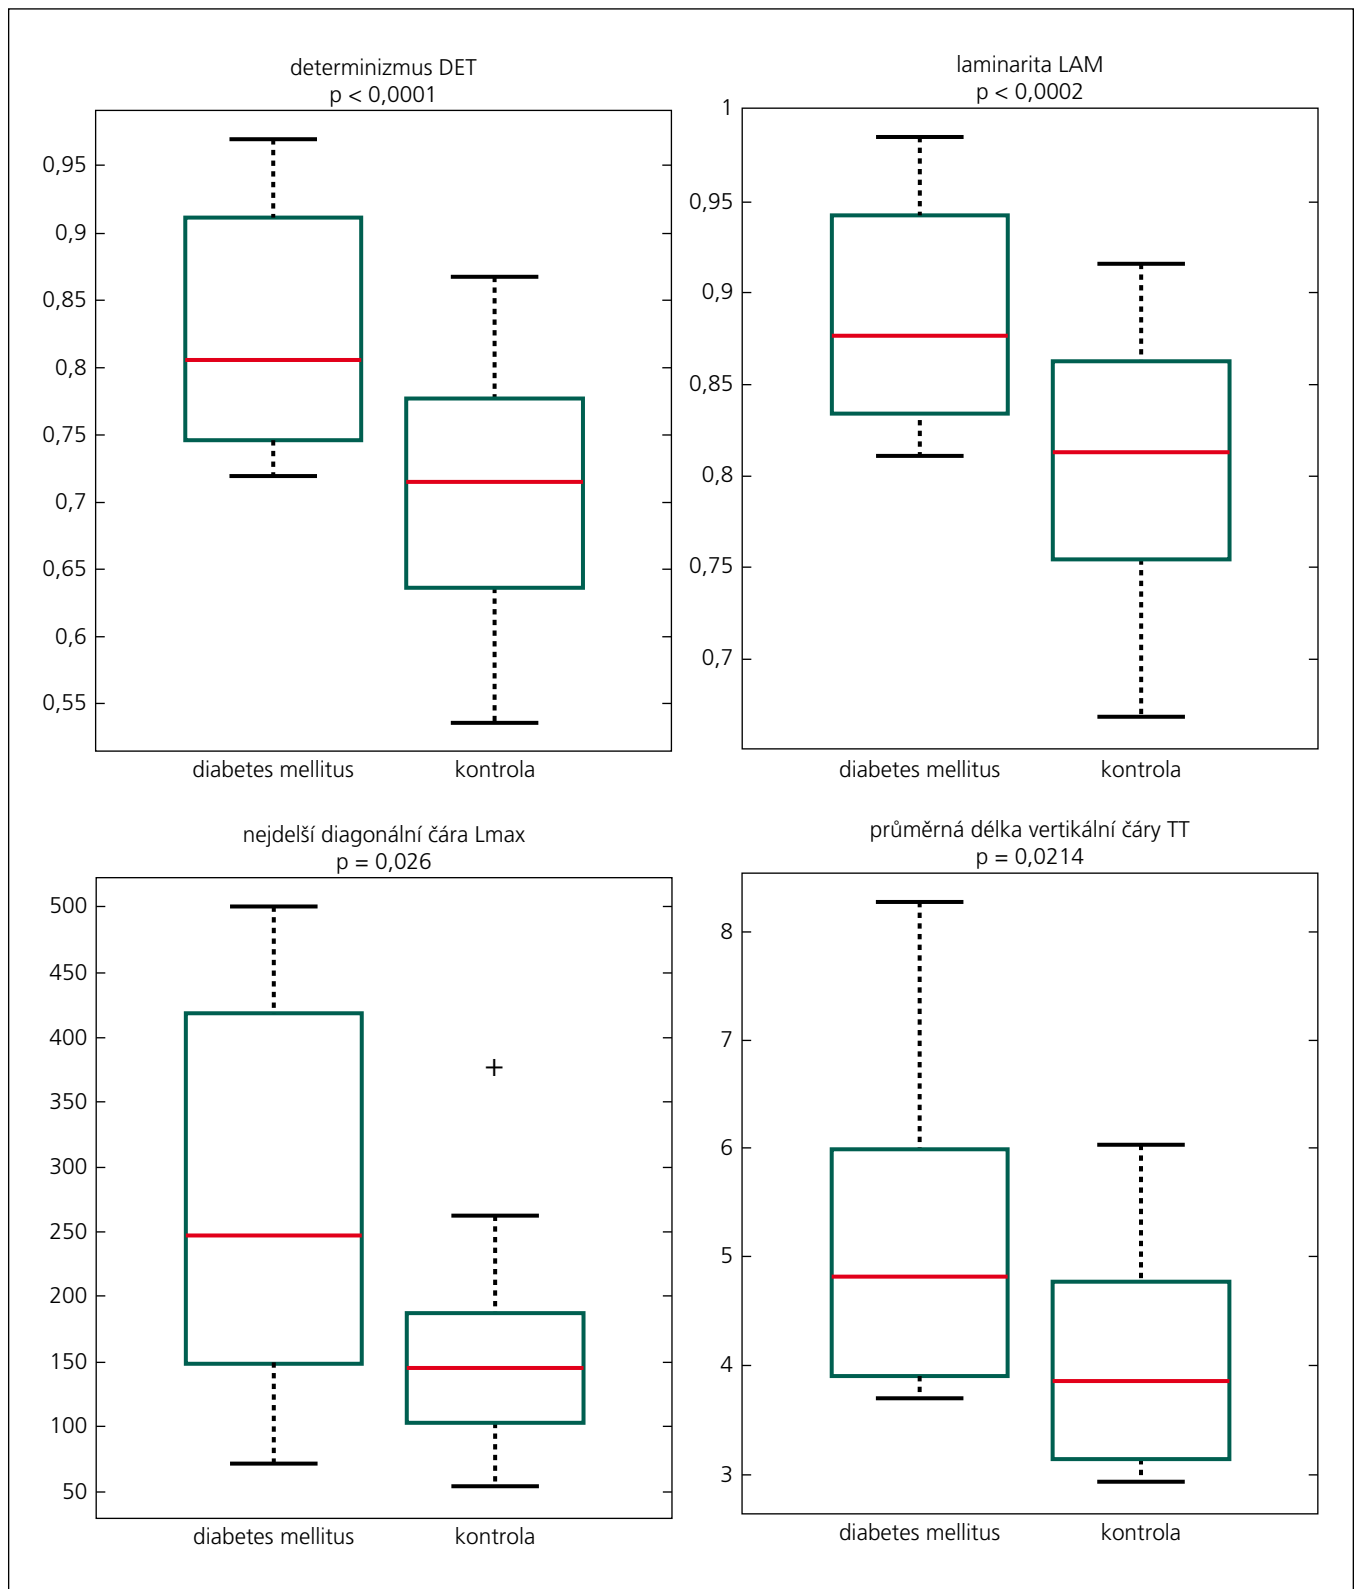 determinizmus DET
p < 0,0001
0,95
0,9
0,85
0,8
0,75
0,7
0,65
0,6
0,55
diabetes mellitus kontrola
laminarita LAM
p < 0,0002
1
0,95
0,9
0,85
0,8
0,75
0,7
diabetes mellitus kontrola
nejdelší diagonální čára Lmax
p = 0,026
500
450
400
350
300
250
200
150
100
50
diabetes mellitus kontrola
průměrná délka vertikální čáry TT
p = 0,0214
8
7
6
5
4
3
diabetes mellitus kontrola